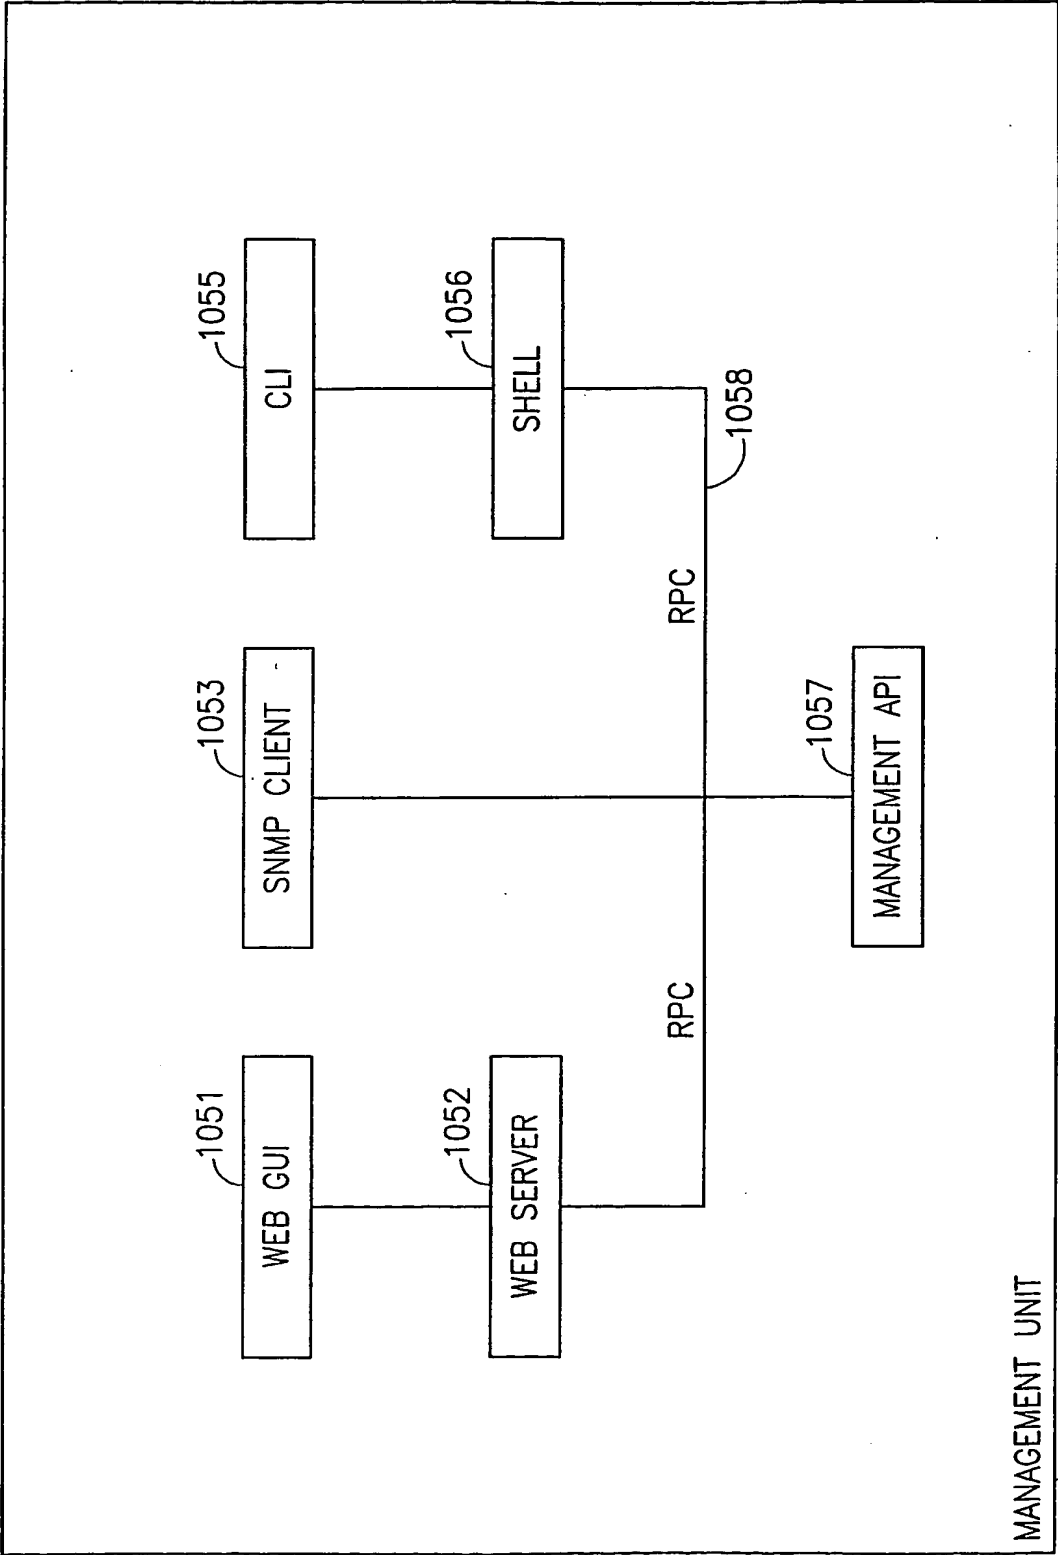 1051
WEB GUI
1053
SNMP CLIENT
1055
CLI
1052
WEB SERVER
1056
SHELL
RPC
RPC
1058
1057
MANAGEMENT API
MANAGEMENT UNIT